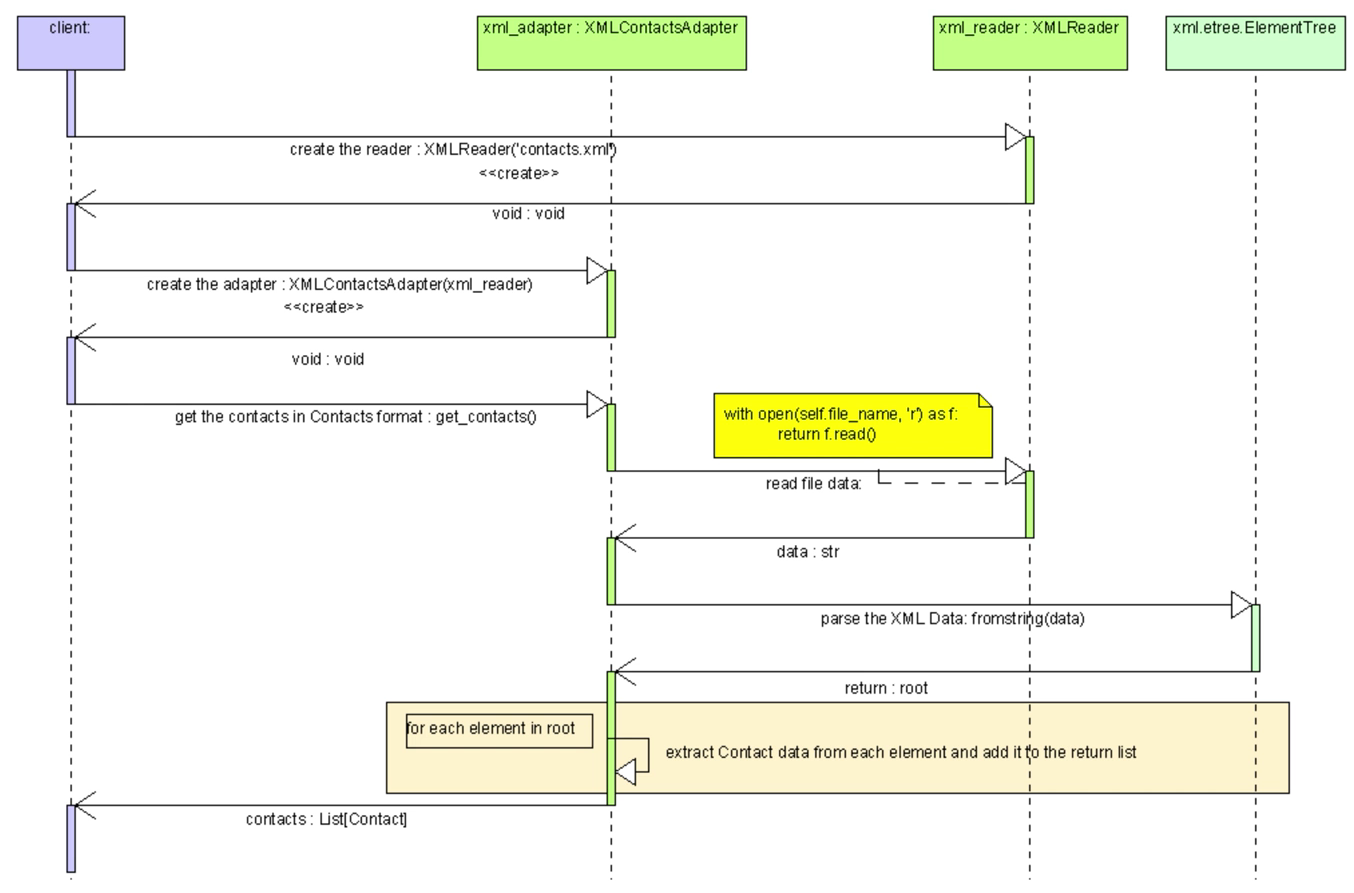 client:
xml_adapter : XMLContactsAdapter
xml_reader : XMLReader
xml.etree.ElementTree
create the reader : XMLReader('contacts.xml')
<<create>>
void : void
create the adapter : XMLContactsAdapter(xml_reader)
<<create>>
void : void
get the contacts in Contacts format : get_contacts()
with open(self.file_name, 'r') as f:
return f.read()
read file data:
data : str
parse the XML Data: fromstring(data)
return : root
for each element in root
extract Contact data from each element and add it to the return list
contacts : List[Contact]